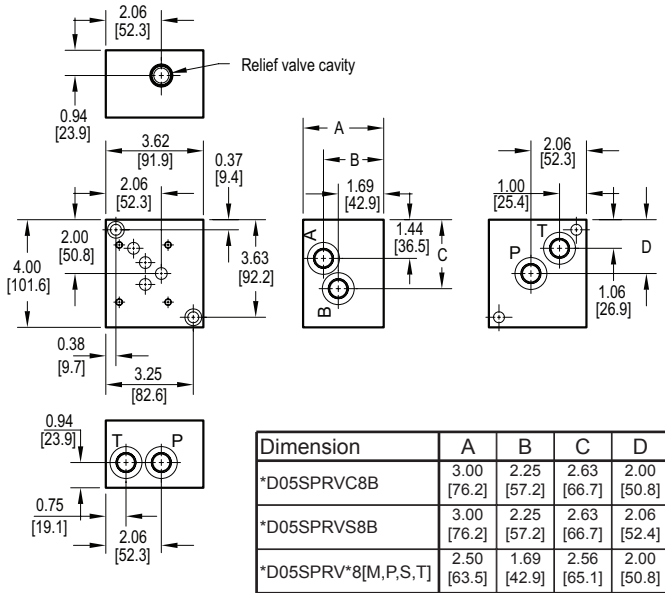 2.06
[52.3]
Relief valve cavity
0.94
[23.9]
3.62
[91.9]
0.37
[9.4]
2.06
[52.3]
2.00
[50.8]
4.00
[101.6]
3.63
[92.2]
0.38
[9.7]
3.25
[82.6]
A
B
1.69
[42.9]
1.44
[36.5]
C
A
B
2.06
[52.3]
1.00
[25.4]
T
P
D
1.06
[26.9]
0.94
[23.9]
T P
0.75
[19.1]
2.06
[52.3]
Dimension A B C D
*D05SPRVC8B 3.00 [76.2] 2.25 [57.2] 2.63 [66.7] 2.00 [50.8]
*D05SPRVS8B 3.00 [76.2] 2.25 [57.2] 2.63 [66.7] 2.06 [52.4]
*D05SPRV*8[M,P,S,T] 2.50 [63.5] 1.69 [42.9] 2.56 [65.1] 2.00 [50.8]